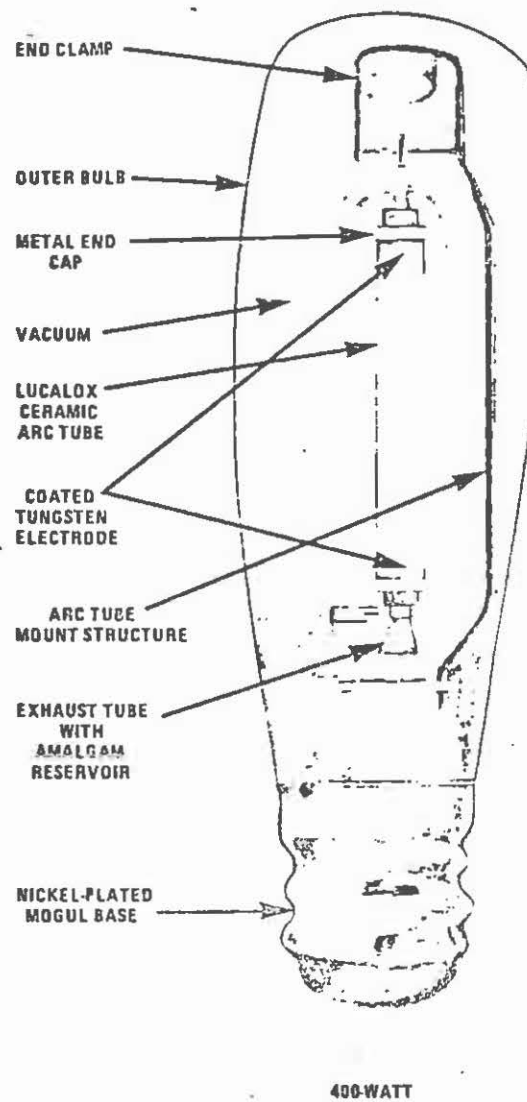 END CLAMP
OUTER BULB
METAL END
CAP
VACUUM
LUCALOX
CERAMIC
ARC TUBE
COATED
TUNGSTEN
ELECTRODE
ARC TUBE
MOUNT STRUCTURE
EXHAUST TUBE
WITH
AMALGAM
RESERVOIR
NICKEL-PLATED
MOGUL BASE
400-WATT